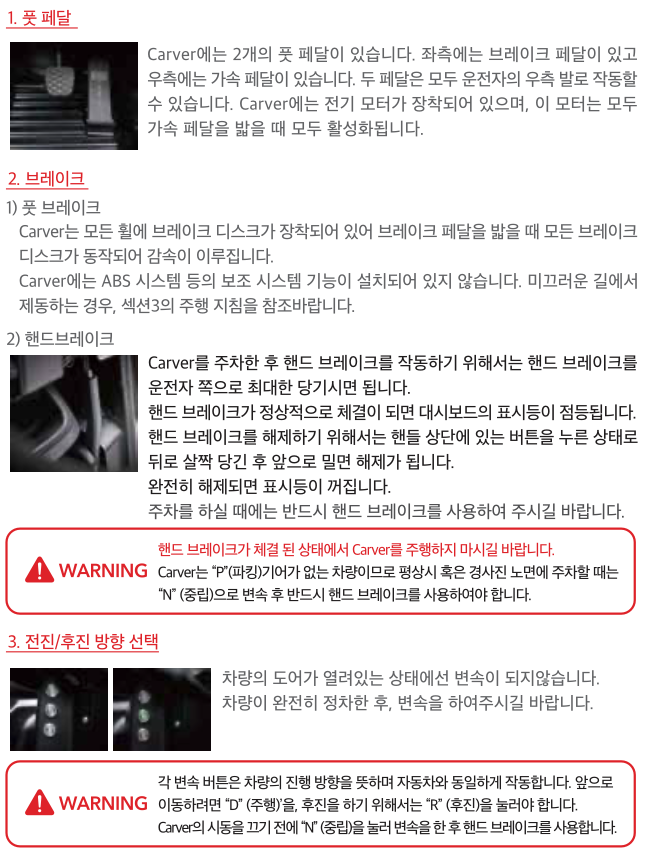 1. 풋 페달
Carver에는 2개의 풋 페달이 있습니다. 좌측에는 브레이크 페달이 있고
우측에는 가속 페달이 있습니다. 두 페달은 모두 운전자의 우측 발로 작동할
수 있습니다. Carver에는 전기 모터가 장착되어 있으며, 이 모터는 모두
가속 페달을 밟을 때 모두 활성화됩니다.
2. 브레이크
1) 풋 브레이크
Carver는 모든 휠에 브레이크 디스크가 장착되어 있어 브레이크 페달을 밟을 때 모든 브레이크
디스크가 동작되어 감속이 이루집니다.
Carver에는 ABS 시스템 등의 보조 시스템 기능이 설치되어 있지 않습니다. 미끄러운 길에서
제동하는 경우, 섹션3의 주행 지침을 참조바랍니다.
2) 핸드브레이크
Carver를 주차한 후 핸드 브레이크를 작동하기 위해서는 핸드 브레이크를
운전자 쪽으로 최대한 당기시면 됩니다.
핸드 브레이크가 정상적으로 체결이 되면 대시보드의 표시등이 점등됩니다.
핸드 브레이크를 해제하기 위해서는 핸들 상단에 있는 버튼을 누른 상태로
뒤로 살짝 당긴 후 앞으로 밀면 해제가 됩니다.
완전히 해제되면 표시등이 꺼집니다.
주차를 하실 때에는 반드시 핸드 브레이크를 사용하여 주시길 바랍니다.
WARNING
핸드 브레이크가 체결 된 상태에서 Carver를 주행하지 마시길 바랍니다.
Carver는 “P”(파킹)기어가 없는 차량이므로 평상시 혹은 경사진 노면에 주차할 때는
“N” (중립)으로 변속 후 반드시 핸드 브레이크를 사용하여야 합니다.
3. 전진/후진 방향 선택
차량의 도어가 열려있는 상태에선 변속이 되지않습니다.
차량이 완전히 정차한 후, 변속을 하여주시길 바랍니다.
WARNING
각 변속 버튼은 차량의 진행 방향을 뜻하며 자동차와 동일하게 작동합니다. 앞으로
이동하려면 “D” (주행)’을, 후진을 하기 위해서는 “R” (후진)을 눌러야 합니다.
Carver의 시동을 끄기 전에 “N” (중립)을 눌러 변속을 한 후 핸드 브레이크를 사용합니다.